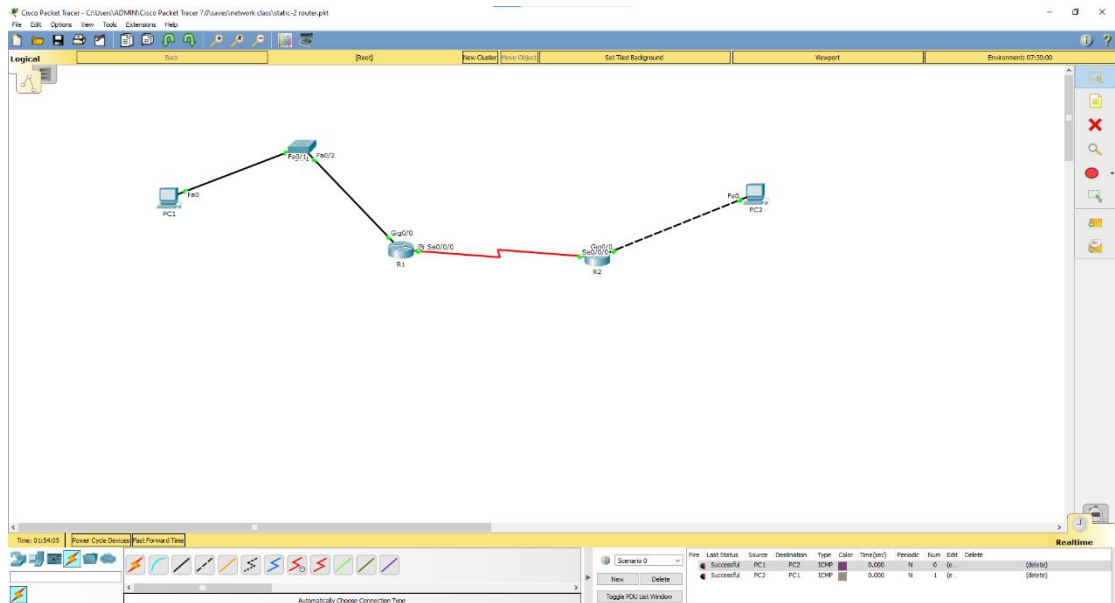 Cisco Packet Tracer - C:\Users\ADMIN\Cisco Packet Tracer 7.0\saves\network class\static-2 router.pkt
File Edit Options View Tools Extensions Help
Logical Back [Root] New Cluster Move Object Set Tiled Background Viewport Environment: 07:30:00
Fa0/1 Fa0/2
Fa0
PC1
Fa0
PC2
Gig0/0
Se0/0/0
R1
Gig0/0
Se0/0/0
R2
Time: 01:54:05 Power Cycle Devices Fast Forward Time Realtime
Scenario 0
New Delete
Toggle PDU List Window
Fire Last Status Source Destination Type Color Time(sec) Periodic Num Edit Delete
Successful PC1 PC2 ICMP 0.000 N 0 (e... (delete)
Successful PC2 PC1 ICMP 0.000 N 1 (e... (delete)
Automatically Choose Connection Type